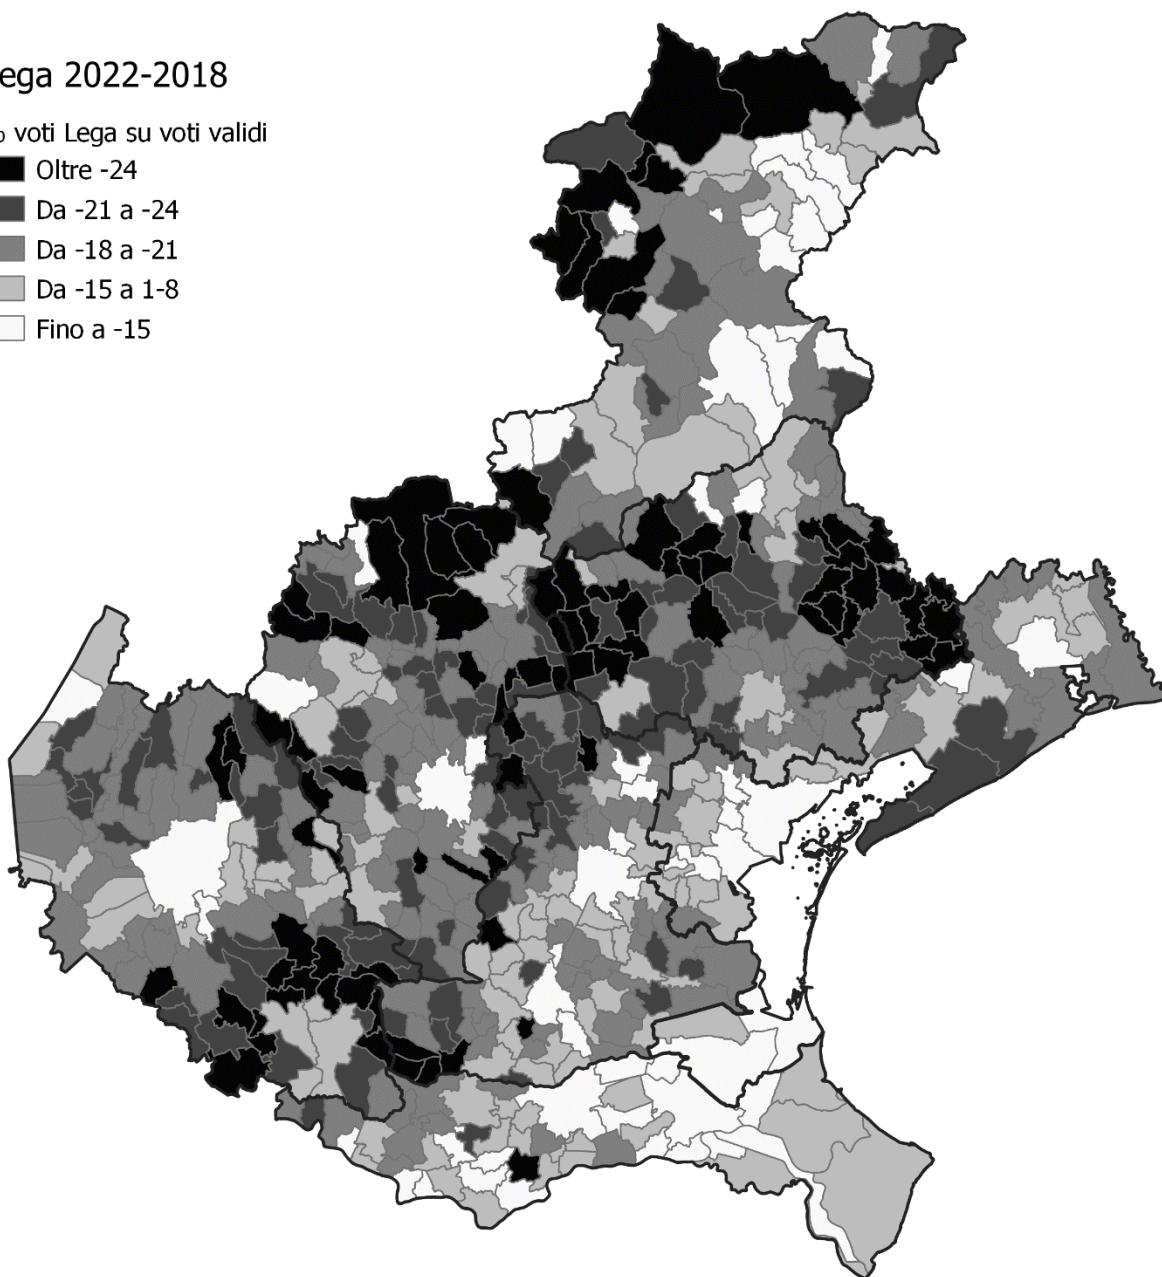 ega 2022-2018
voti Lega su voti validi
Oltre -24
Da -21 a -24
Da -18 a -21
Da -15 a 1-8
Fino a -15